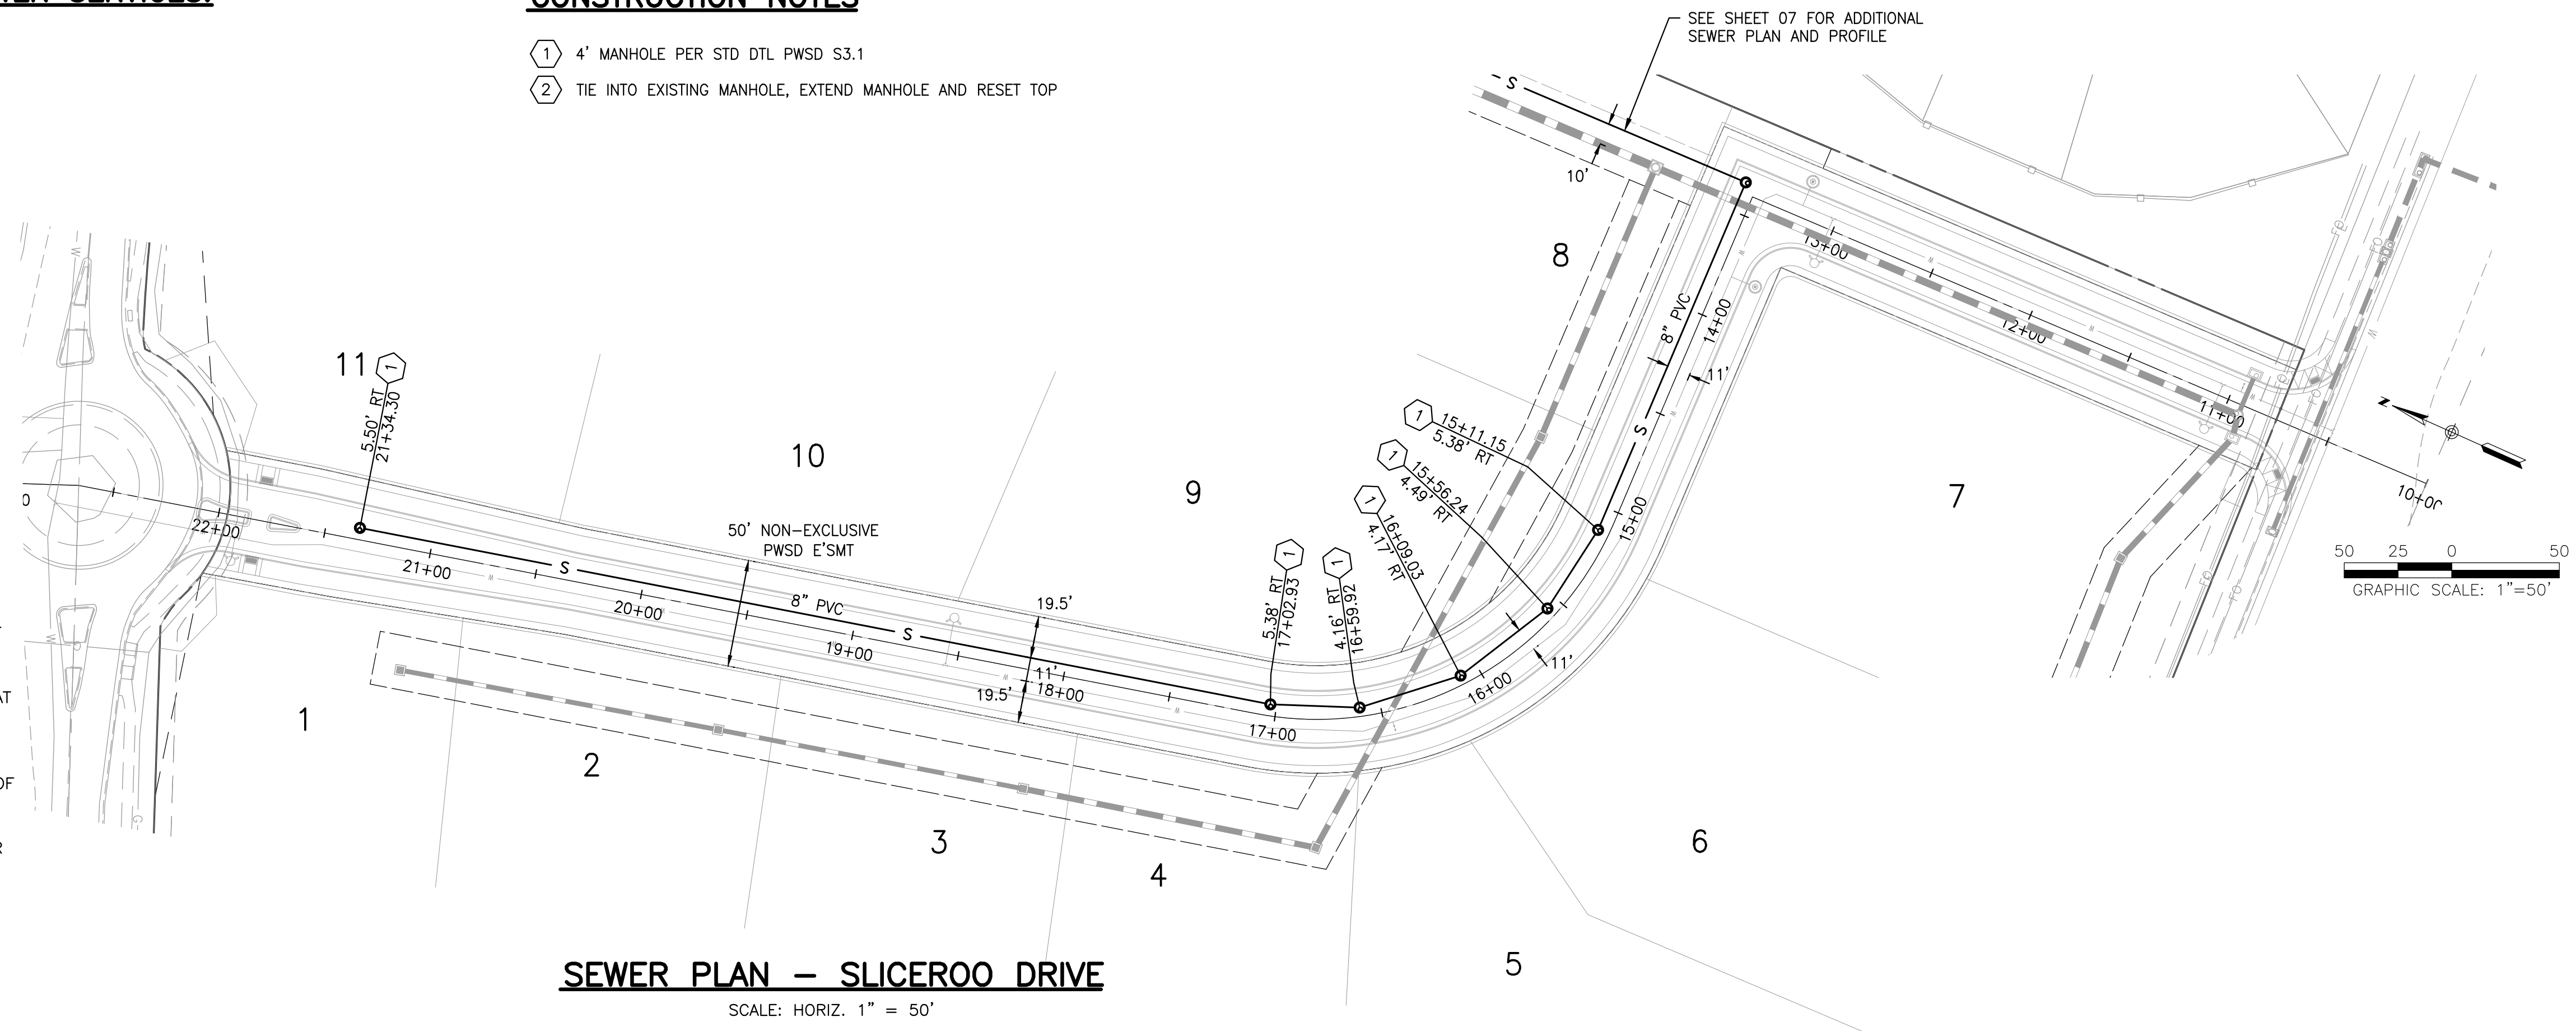 CONSTRUCTION NOTES
1 4' MANHOLE PER STD DTL PWSD S3.1
2 TIE INTO EXISTING MANHOLE, EXTEND MANHOLE AND RESET TOP
SEE SHEET 07 FOR ADDITIONAL
SEWER PLAN AND PROFILE
S
10'
8
13+00
12+00
11+00
10+00
N
7
50 25 0 50
GRAPHIC SCALE: 1"=50'
8" PVC
14+00
11'
S
15+00
1
15+11.15
5.38' RT
1
15+56.24
4.49' RT
1
16+09.03
4.17' RT
1
4.16' RT
16+59.92
1
5.38' RT
17+02.93
11'
16+00
17+00
9
10
11
1
5.50' RT
21+34.30
22+00
21+00
S
20+00
50' NON-EXCLUSIVE
PWSD E'SMT
8" PVC
S
19+00
19.5'
11'
18+00
19.5'
1
2
3
4
5
6
AT
OF
SEWER PLAN – SLICEROO DRIVE
SCALE: HORIZ. 1" = 50'